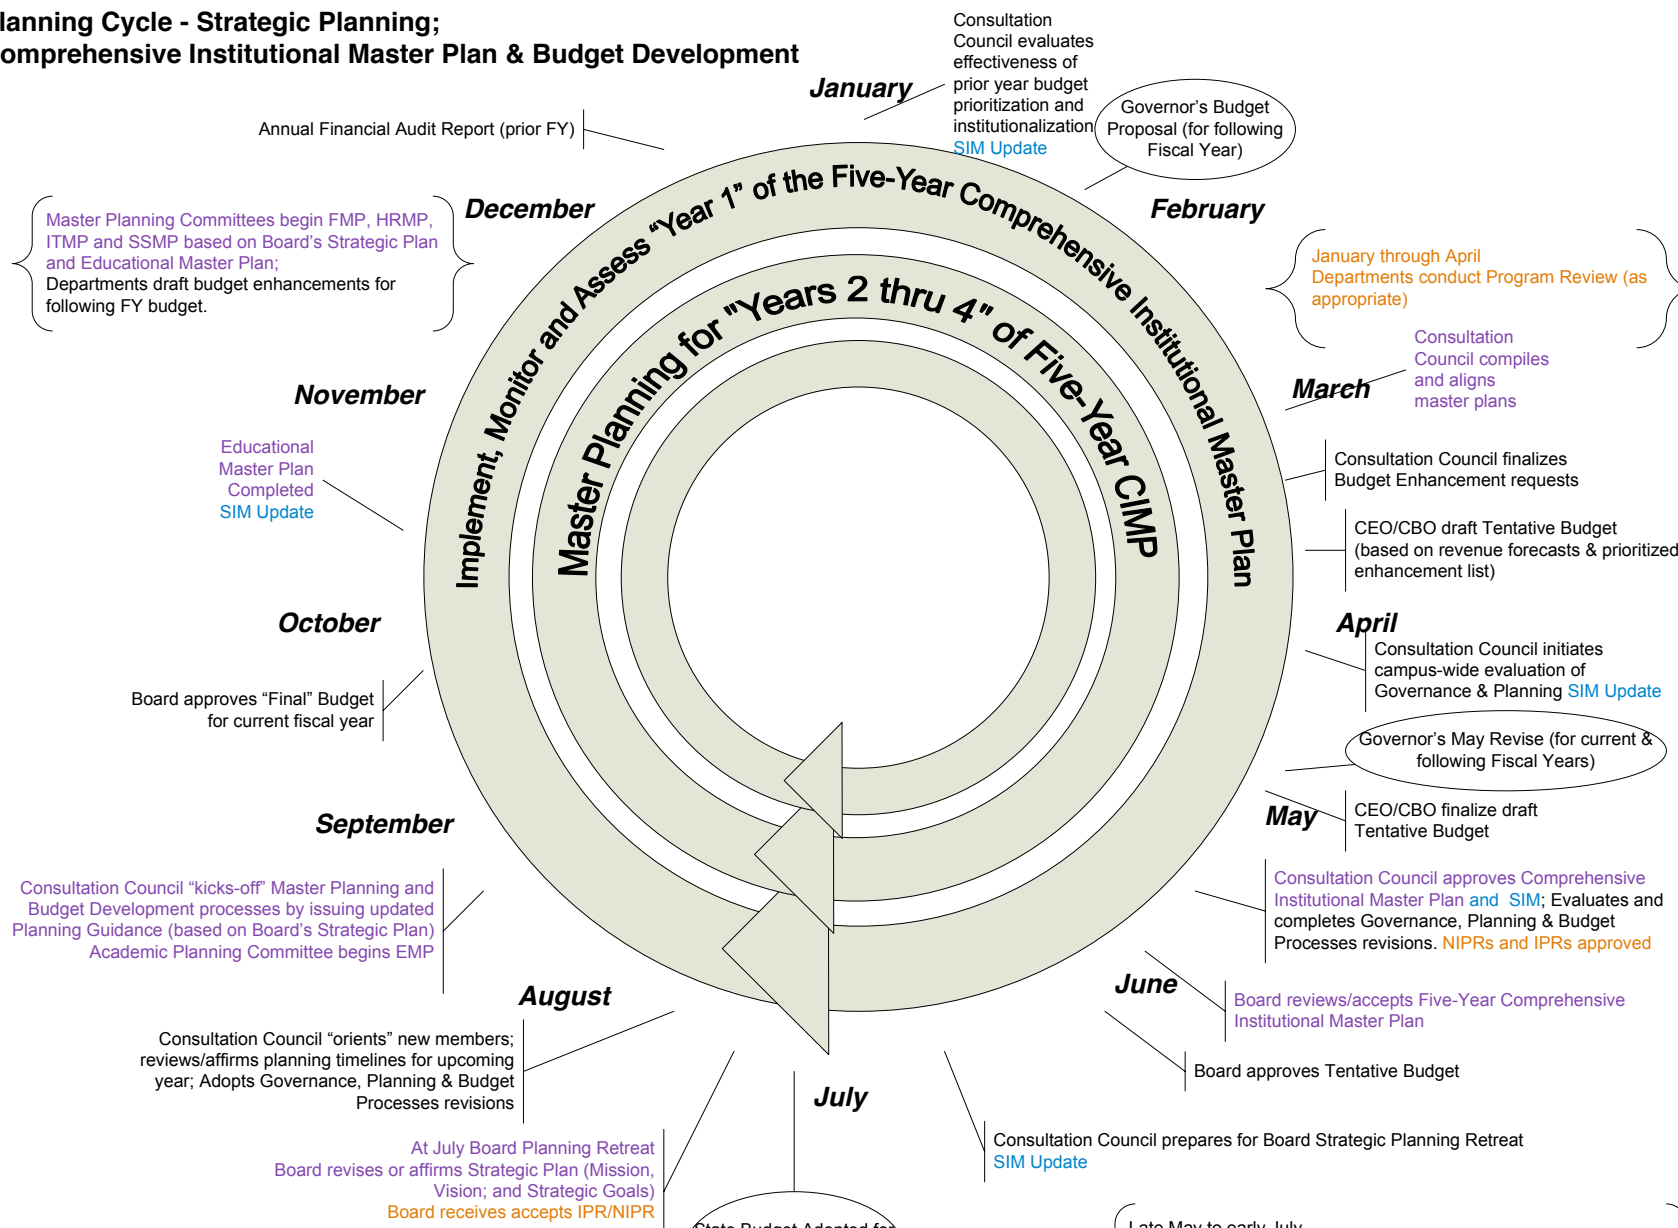 lanning Cycle - Strategic Planning;
omprehensive Institutional Master Plan & Budget Development
January
Consultation
Council evaluates
effectiveness of
prior year budget
prioritization and
institutionalization
SIM Update
Governor's Budget
Proposal (for following
Fiscal Year)
Annual Financial Audit Report (prior FY)
December
February
Master Planning Committees begin FMP, HRMP,
ITMP and SSMP based on Board's Strategic Plan
and Educational Master Plan;
Departments draft budget enhancements for
following FY budget.
January through April
Departments conduct Program Review (as
appropriate)
Implement, Monitor and Assess "Year 1" of the Five-Year Comprehensive Institutional Master Plan
Master Planning for "Years 2 thru 4" of Five-Year CIMP
November
March
Consultation
Council compiles
and aligns
master plans
Educational
Master Plan
Completed
SIM Update
Consultation Council finalizes
Budget Enhancement requests
CEO/CBO draft Tentative Budget
(based on revenue forecasts & prioritized
enhancement list)
October
April
Consultation Council initiates
campus-wide evaluation of
Governance & Planning SIM Update
Board approves "Final" Budget
for current fiscal year
Governor's May Revise (for current &
following Fiscal Years)
September
May
CEO/CBO finalize draft
Tentative Budget
Consultation Council "kicks-off" Master Planning and
Budget Development processes by issuing updated
Planning Guidance (based on Board's Strategic Plan)
Academic Planning Committee begins EMP
Consultation Council approves Comprehensive
Institutional Master Plan and SIM; Evaluates and
completes Governance, Planning & Budget
Processes revisions. NIPRs and IPRs approved
August
June
Board reviews/accepts Five-Year Comprehensive
Institutional Master Plan
Consultation Council "orients" new members;
reviews/affirms planning timelines for upcoming
year; Adopts Governance, Planning & Budget
Processes revisions
Board approves Tentative Budget
July
At July Board Planning Retreat
Board revises or affirms Strategic Plan (Mission,
Vision; and Strategic Goals)
Board receives accepts IPR/NIPR
Consultation Council prepares for Board Strategic Planning Retreat
SIM Update
State Budget Adopted for
Late May to early July